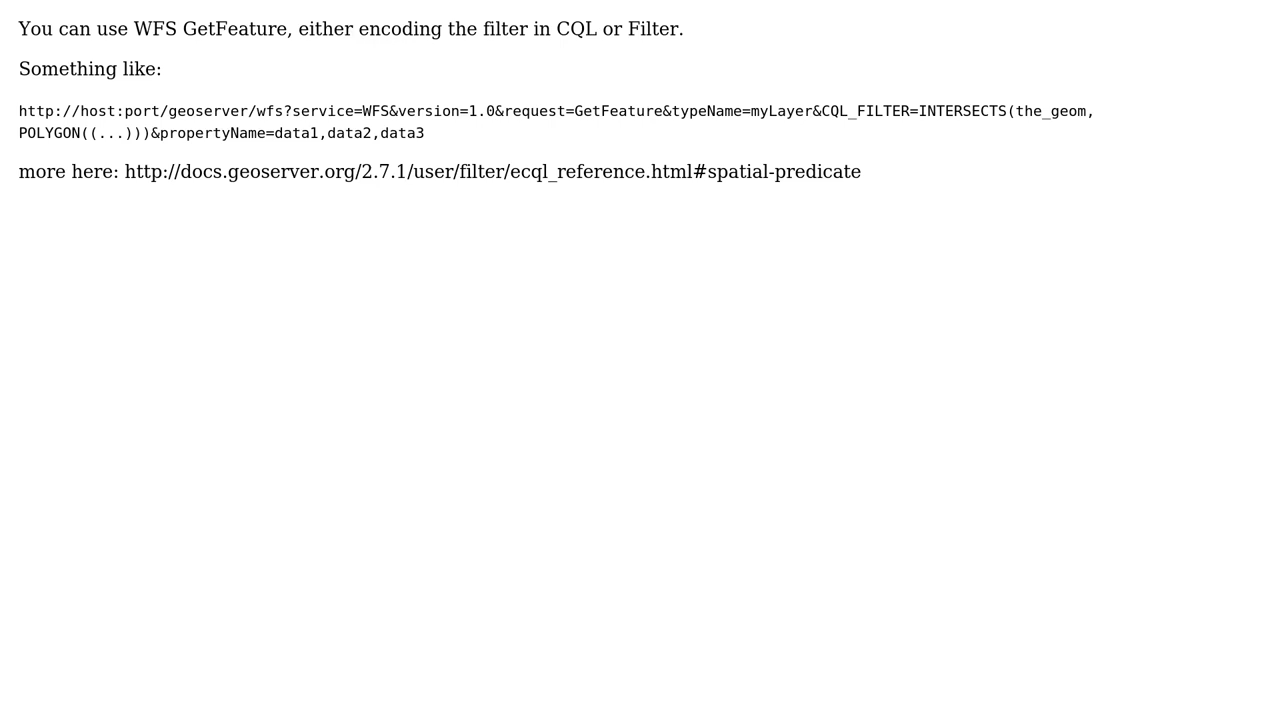 You can use WFS GetFeature, either encoding the filter in CQL or Filter.
Something like:
http://host:port/geoserver/wfs?service=WFS&version=1.0&request=GetFeature&typeName=myLayer&CQL_FILTER=INTERSECTS(the_geom,
POLYGON((...)))&propertyName=data1,data2,data3
more here: http://docs.geoserver.org/2.7.1/user/filter/ecql_reference.html#spatial-predicate